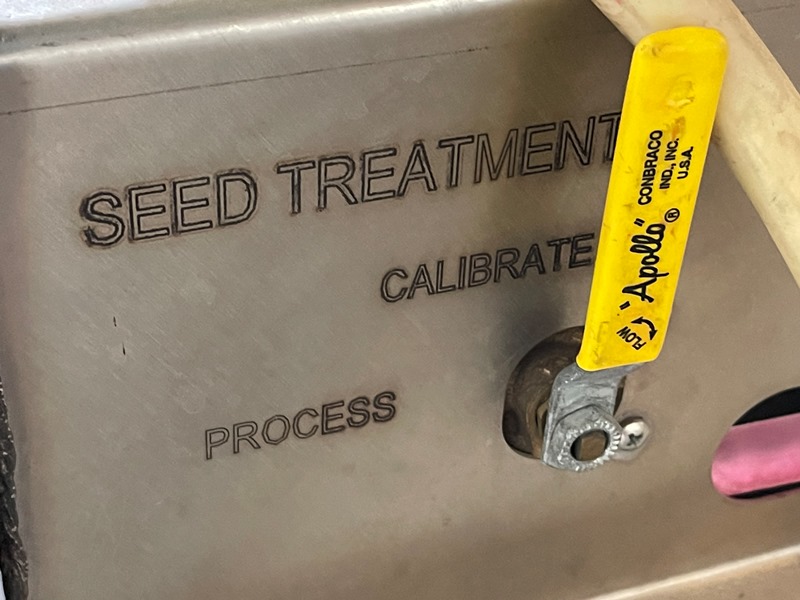 SEED TREATMENT
CALIBRATE
PROCESS
CONBRACO
IND., INC.
U.S.A.
"Apollo"®
FLOW